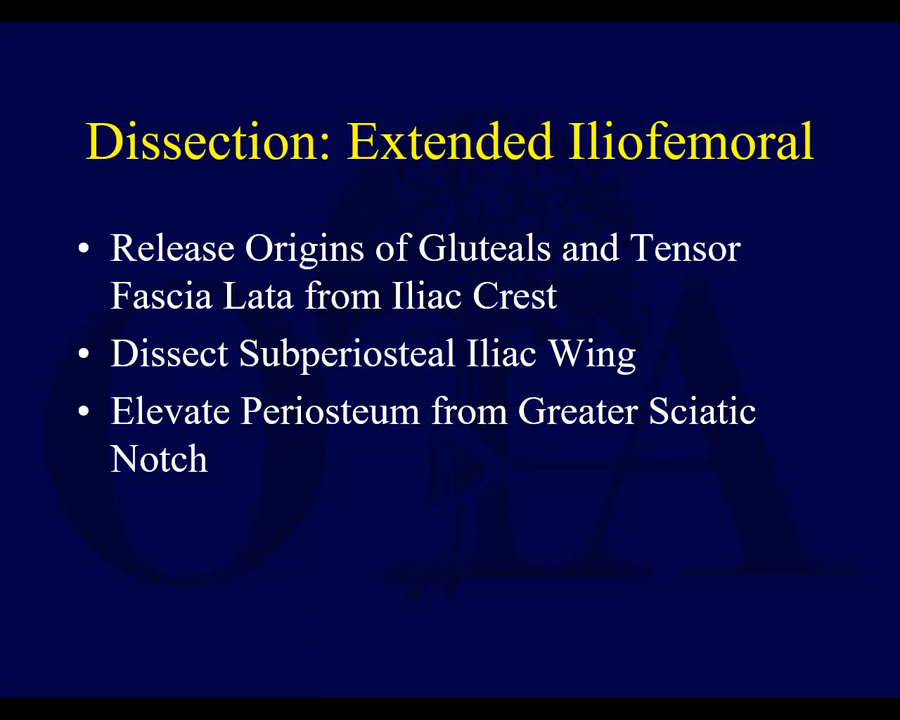 Dissection: Extended Iliofemoral
• Release Origins of Gluteals and Tensor
Fascia Lata from Iliac Crest
• Dissect Subperiosteal Iliac Wing
• Elevate Periosteum from Greater Sciatic
Notch
OTA